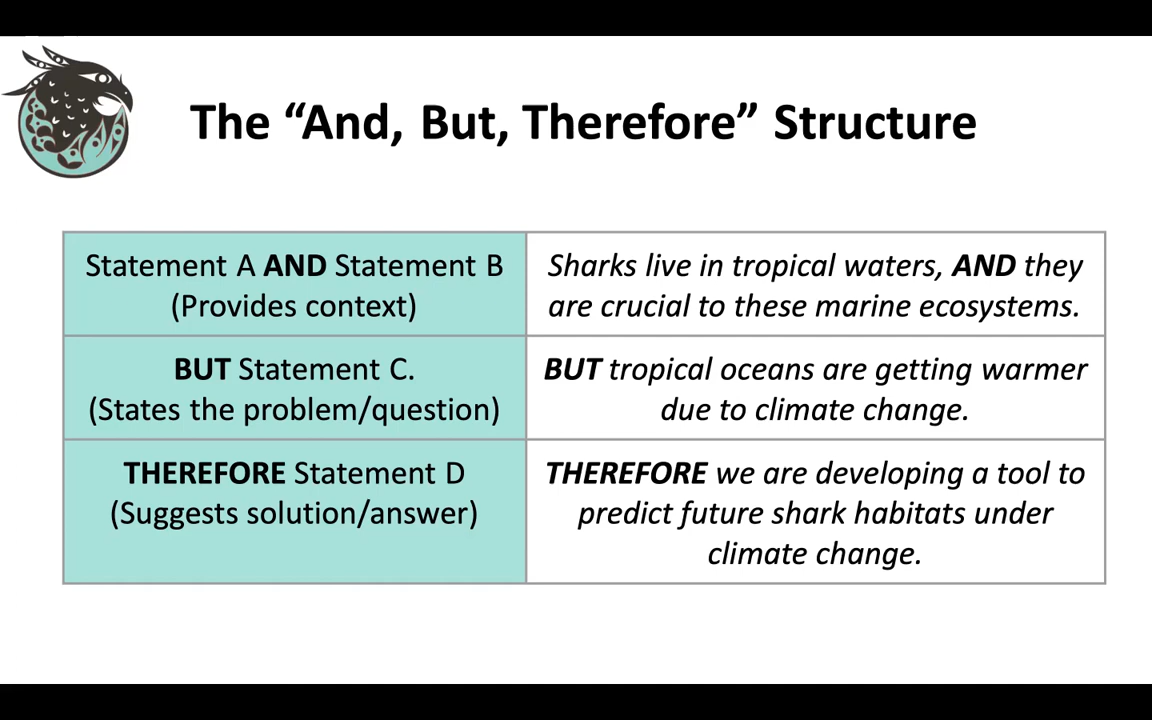 The “And, But, Therefore” Structure
Statement A AND Statement B
(Provides context)
Sharks live in tropical waters, AND they
are crucial to these marine ecosystems.
BUT Statement C.
(States the problem/question)
BUT tropical oceans are getting warmer
due to climate change.
THEREFORE Statement D
(Suggests solution/answer)
THEREFORE we are developing a tool to
predict future shark habitats under
climate change.